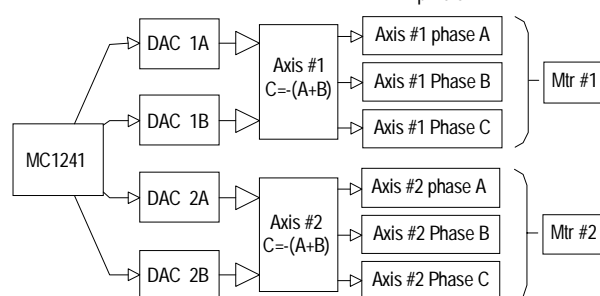 MC1241
DAC 1A
DAC 1B
DAC 2A
DAC 2B
Axis #1
C=-(A+B)
Axis #2
C=-(A+B)
Axis #1 phase A
Axis #1 Phase B
Axis #1 Phase C
Axis #2 phase A
Axis #2 Phase B
Axis #2 Phase C
Mtr #1
Mtr #2